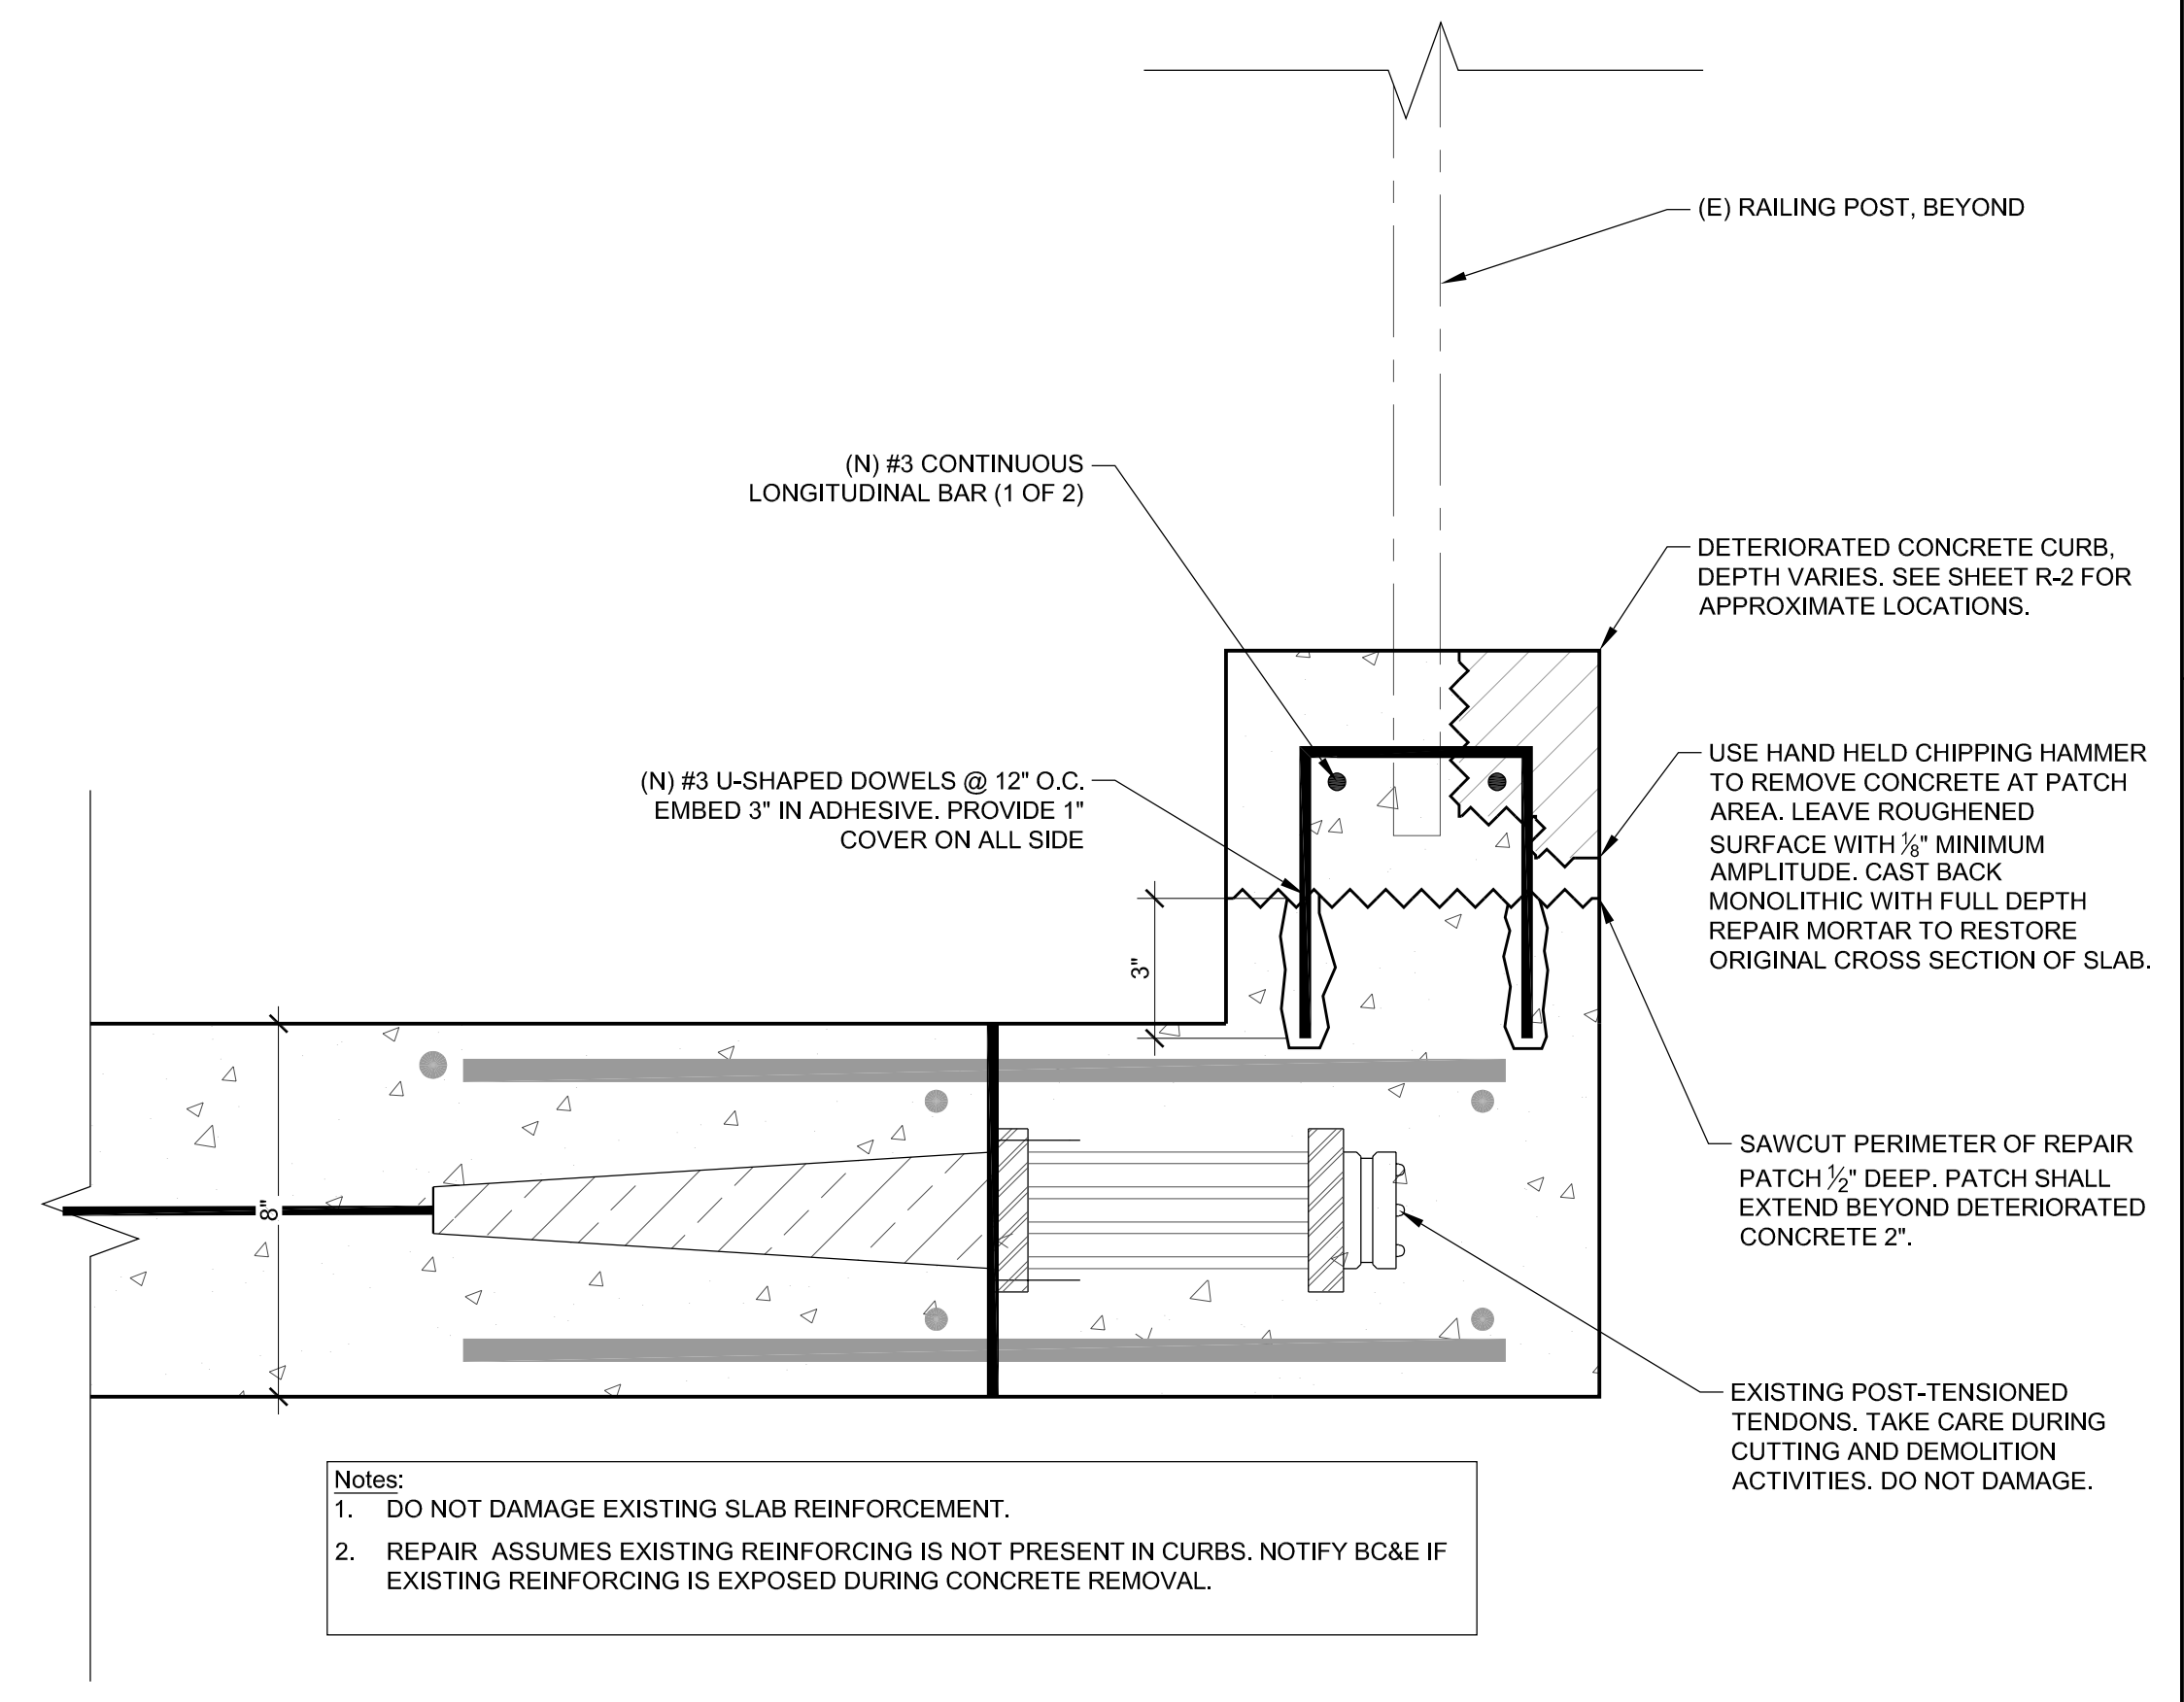 (E) RAILING POST, BEYOND
(N) #3 CONTINUOUS
LONGITUDINAL BAR (1 OF 2)
DETERIORATED CONCRETE CURB,
DEPTH VARIES. SEE SHEET R-2 FOR
APPROXIMATE LOCATIONS.
(N) #3 U-SHAPED DOWELS @ 12" O.C.
EMBED 3" IN ADHESIVE. PROVIDE 1"
COVER ON ALL SIDE
USE HAND HELD CHIPPING HAMMER
TO REMOVE CONCRETE AT PATCH
AREA. LEAVE ROUGHENED
SURFACE WITH 1/8" MINIMUM
AMPLITUDE. CAST BACK
MONOLITHIC WITH FULL DEPTH
REPAIR MORTAR TO RESTORE
ORIGINAL CROSS SECTION OF SLAB.
3"
8"
SAWCUT PERIMETER OF REPAIR
PATCH 1/2" DEEP. PATCH SHALL
EXTEND BEYOND DETERIORATED
CONCRETE 2".
EXISTING POST-TENSIONED
TENDONS. TAKE CARE DURING
CUTTING AND DEMOLITION
ACTIVITIES. DO NOT DAMAGE.
Notes:
1. DO NOT DAMAGE EXISTING SLAB REINFORCEMENT.
2. REPAIR ASSUMES EXISTING REINFORCING IS NOT PRESENT IN CURBS. NOTIFY BC&E IF
EXISTING REINFORCING IS EXPOSED DURING CONCRETE REMOVAL.